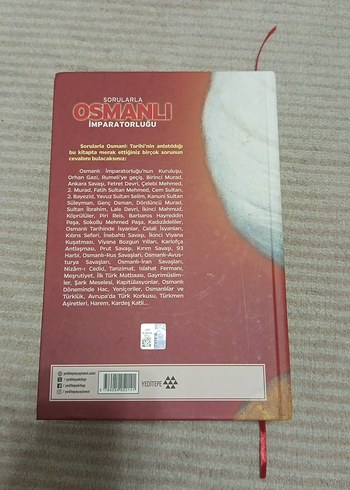 SORULARLA
OSMANLI
İMPARATORLUĞU
Sorularla Osmanlı Tarihi'nin anlatıldığı
bu kitapta merak ettiğiniz birçok sorunun
cevabını bulacaksınız:
Osmanlı İmparatorluğu'nun Kuruluşu,
Orhan Gazi, Rumeli'ye geçiş, Birinci Murad,
Ankara Savaşı, Fetret Devri, Çelebi Mehmed,
2. Murad, Fatih Sultan Mehmed, Cem Sultan,
2. Bayezid, Yavuz Sultan Selim, Kanuni Sultan
Süleyman, Genç Osman, Dördüncü Murad,
Sultan İbrahim, Lale Devri, İkinci Mahmud,
Köprülüler, Piri Reis, Barbaros Hayreddin
Paşa, Sokollu Mehmed Paşa, Kadızâdeliler,
Osmanlı Tarihinde İsyanlar, Celali İsyanları,
Kıbrıs Seferi, İnebahtı Savaşı, İkinci Viyana
Kuşatması, Viyana Bozgun Yılları, Karlofça
Antlaşması, Prut Savaşı, Kırım Savaşı, 93
Harbi, Osmanlı-Rus Savaşları, Osmanlı-Avus-
turya Savaşları, Osmanlı-İran Savaşları,
Nizâm-ı Cedid, Tanzimat, Islahat Fermanı,
Meşrutiyet, İlk Türk Matbaası, Gayrimüslim-
ler, Şark Meselesi, Kapitülasyonlar, Osmanlı
Döneminde Hac, Yeniçeriler, Osmanlılar ve
Türklük, Avrupa'da Türk Korkusu, Türkmen
Aşiretleri, Harem, Kardeş Katli...
yeditepeyayinevi.com
/ yeditepekitap
/ yeditepekitap
/ yeditepeyayinevi
YEDİTEPE